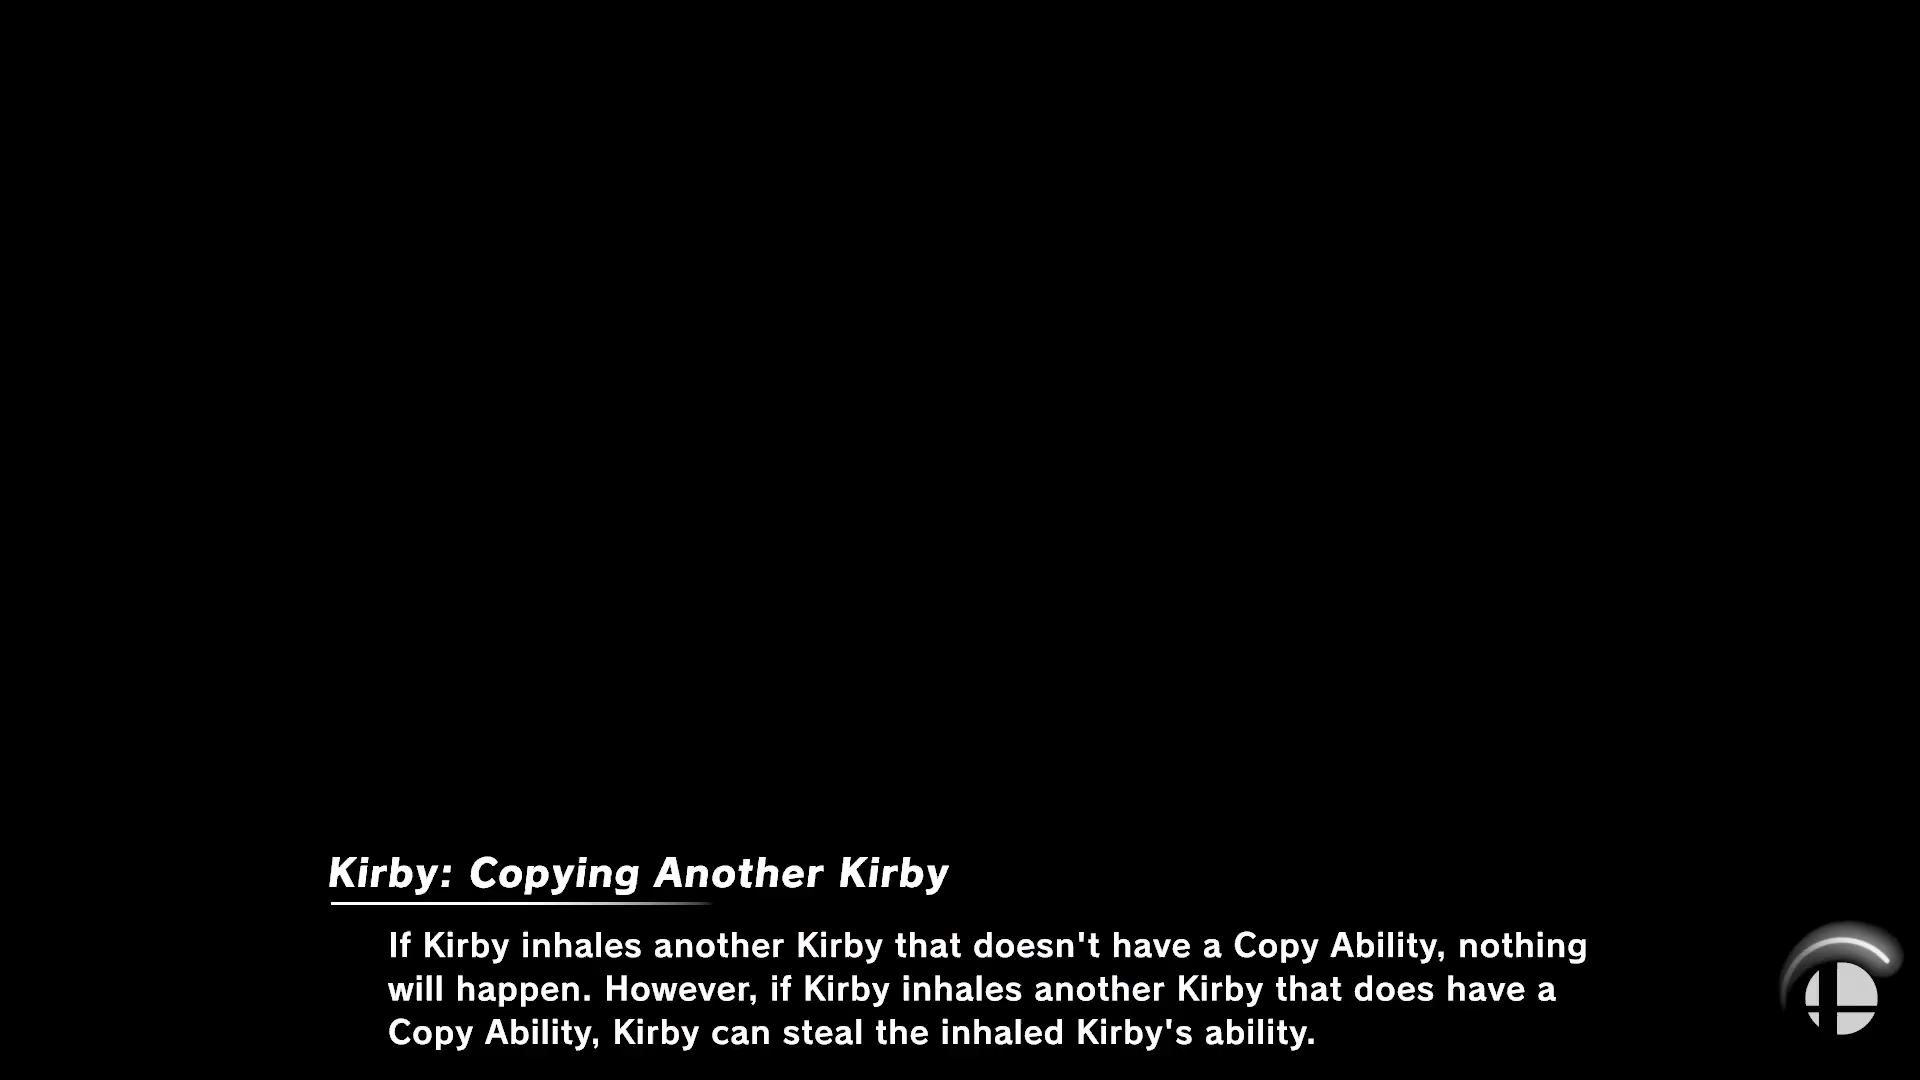 Kirby: Copying Another Kirby
If Kirby inhales another Kirby that doesn't have a Copy Ability, nothing
will happen. However, if Kirby inhales another Kirby that does have a
Copy Ability, Kirby can steal the inhaled Kirby's ability.